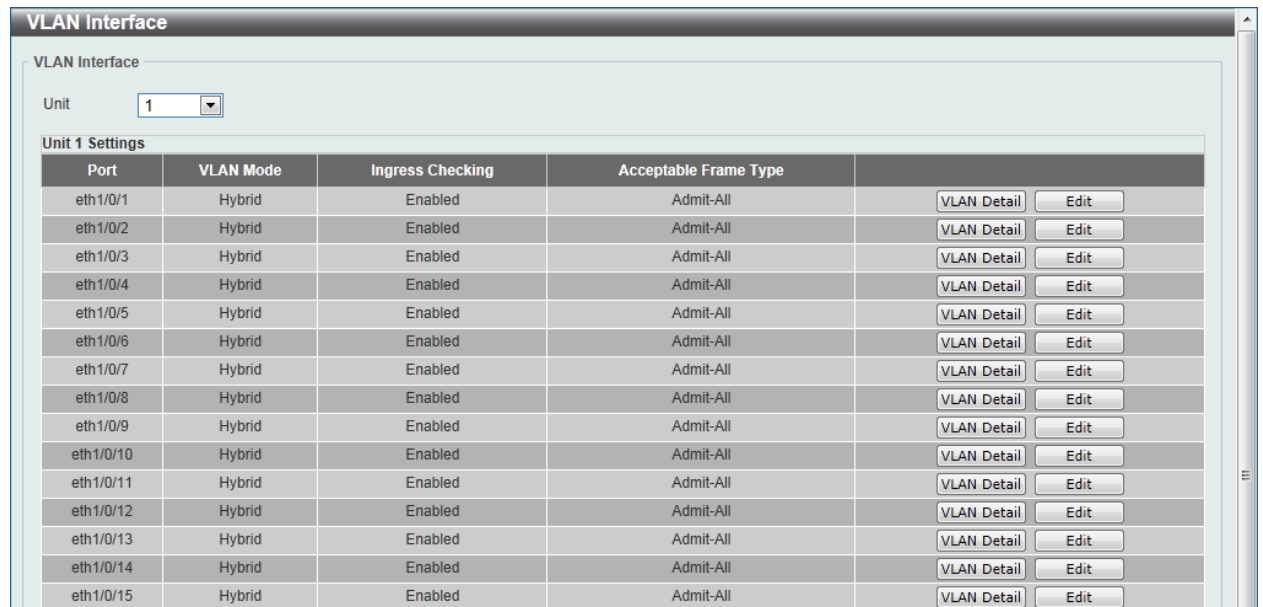 VLAN Interface
VLAN Interface
Unit 1
Unit 1 Settings
Port VLAN Mode Ingress Checking Acceptable Frame Type
eth1/0/1 Hybrid Enabled Admit-All VLAN Detail Edit
eth1/0/2 Hybrid Enabled Admit-All VLAN Detail Edit
eth1/0/3 Hybrid Enabled Admit-All VLAN Detail Edit
eth1/0/4 Hybrid Enabled Admit-All VLAN Detail Edit
eth1/0/5 Hybrid Enabled Admit-All VLAN Detail Edit
eth1/0/6 Hybrid Enabled Admit-All VLAN Detail Edit
eth1/0/7 Hybrid Enabled Admit-All VLAN Detail Edit
eth1/0/8 Hybrid Enabled Admit-All VLAN Detail Edit
eth1/0/9 Hybrid Enabled Admit-All VLAN Detail Edit
eth1/0/10 Hybrid Enabled Admit-All VLAN Detail Edit
eth1/0/11 Hybrid Enabled Admit-All VLAN Detail Edit
eth1/0/12 Hybrid Enabled Admit-All VLAN Detail Edit
eth1/0/13 Hybrid Enabled Admit-All VLAN Detail Edit
eth1/0/14 Hybrid Enabled Admit-All VLAN Detail Edit
eth1/0/15 Hybrid Enabled Admit-All VLAN Detail Edit